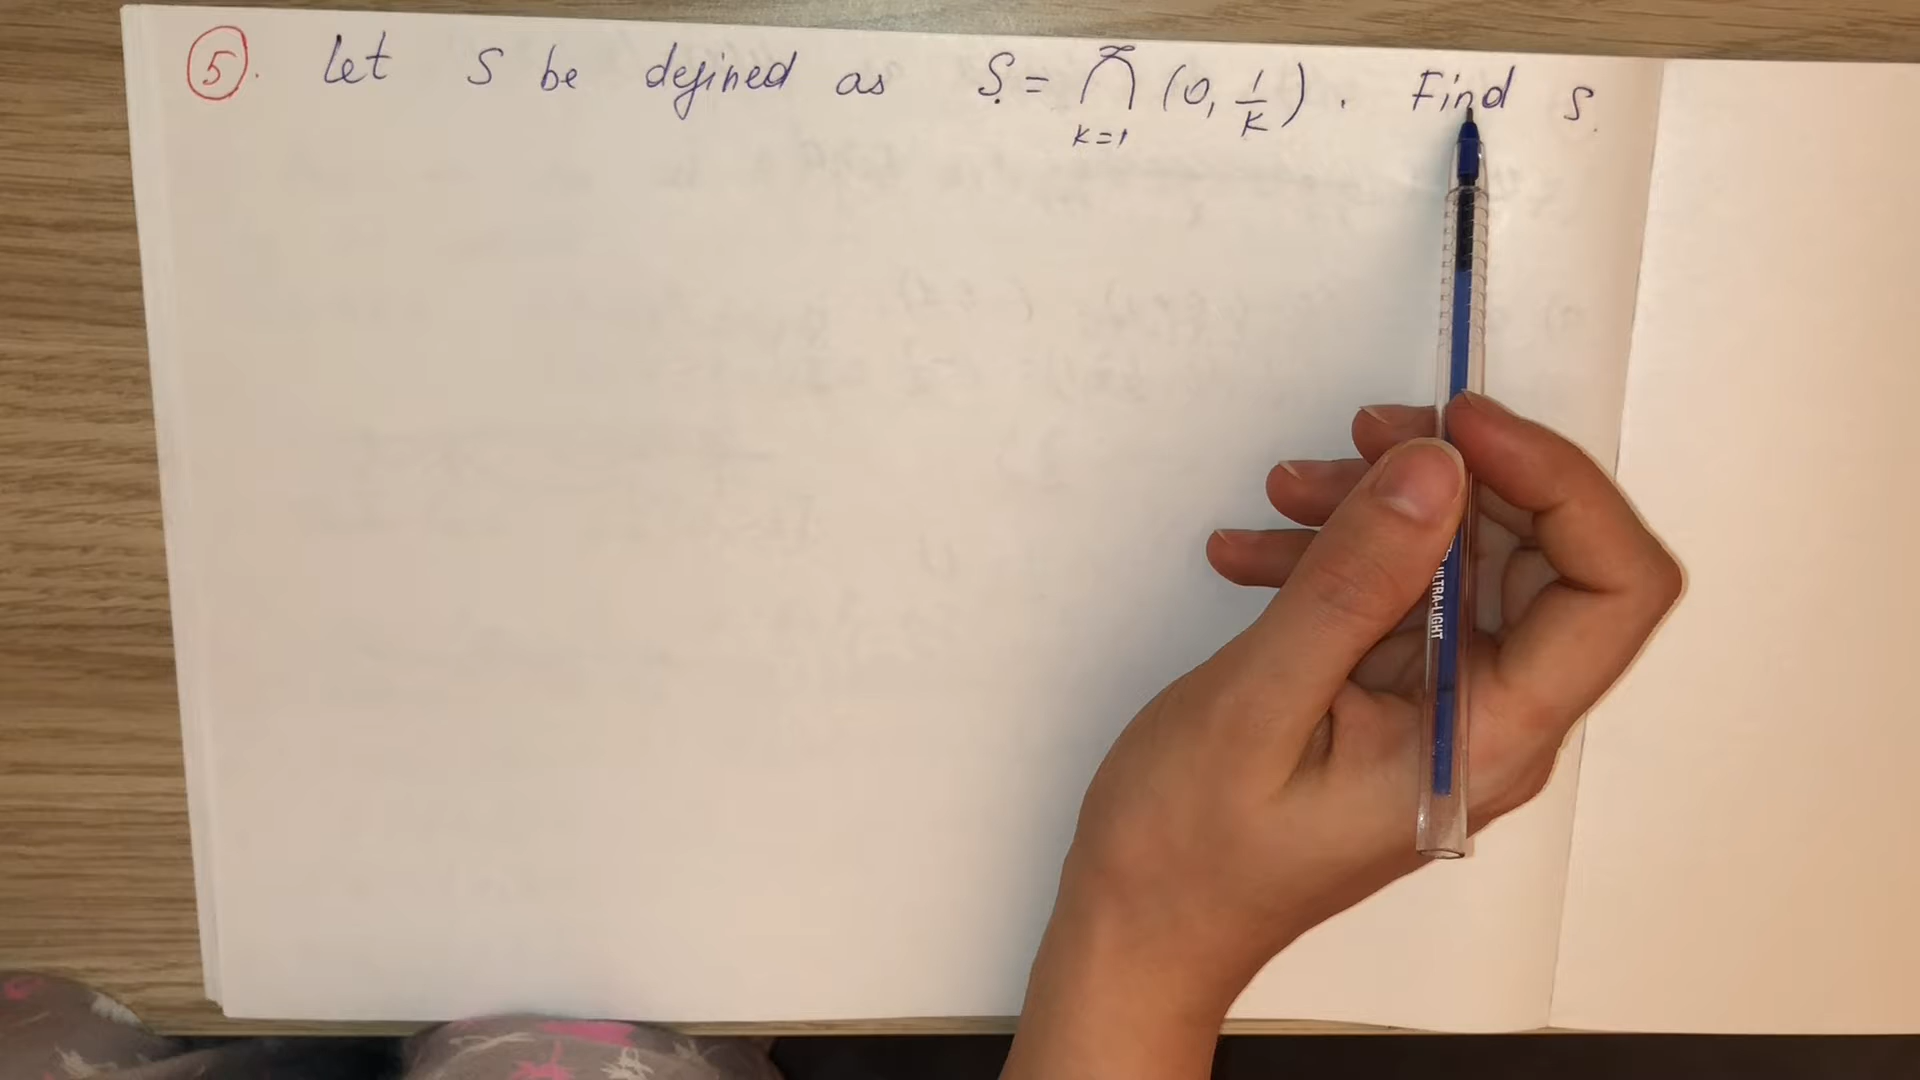 5. Let S be defined as S = ∞⋂k=1 (0, 1/k). Find S.
ULTRA-LIGHT